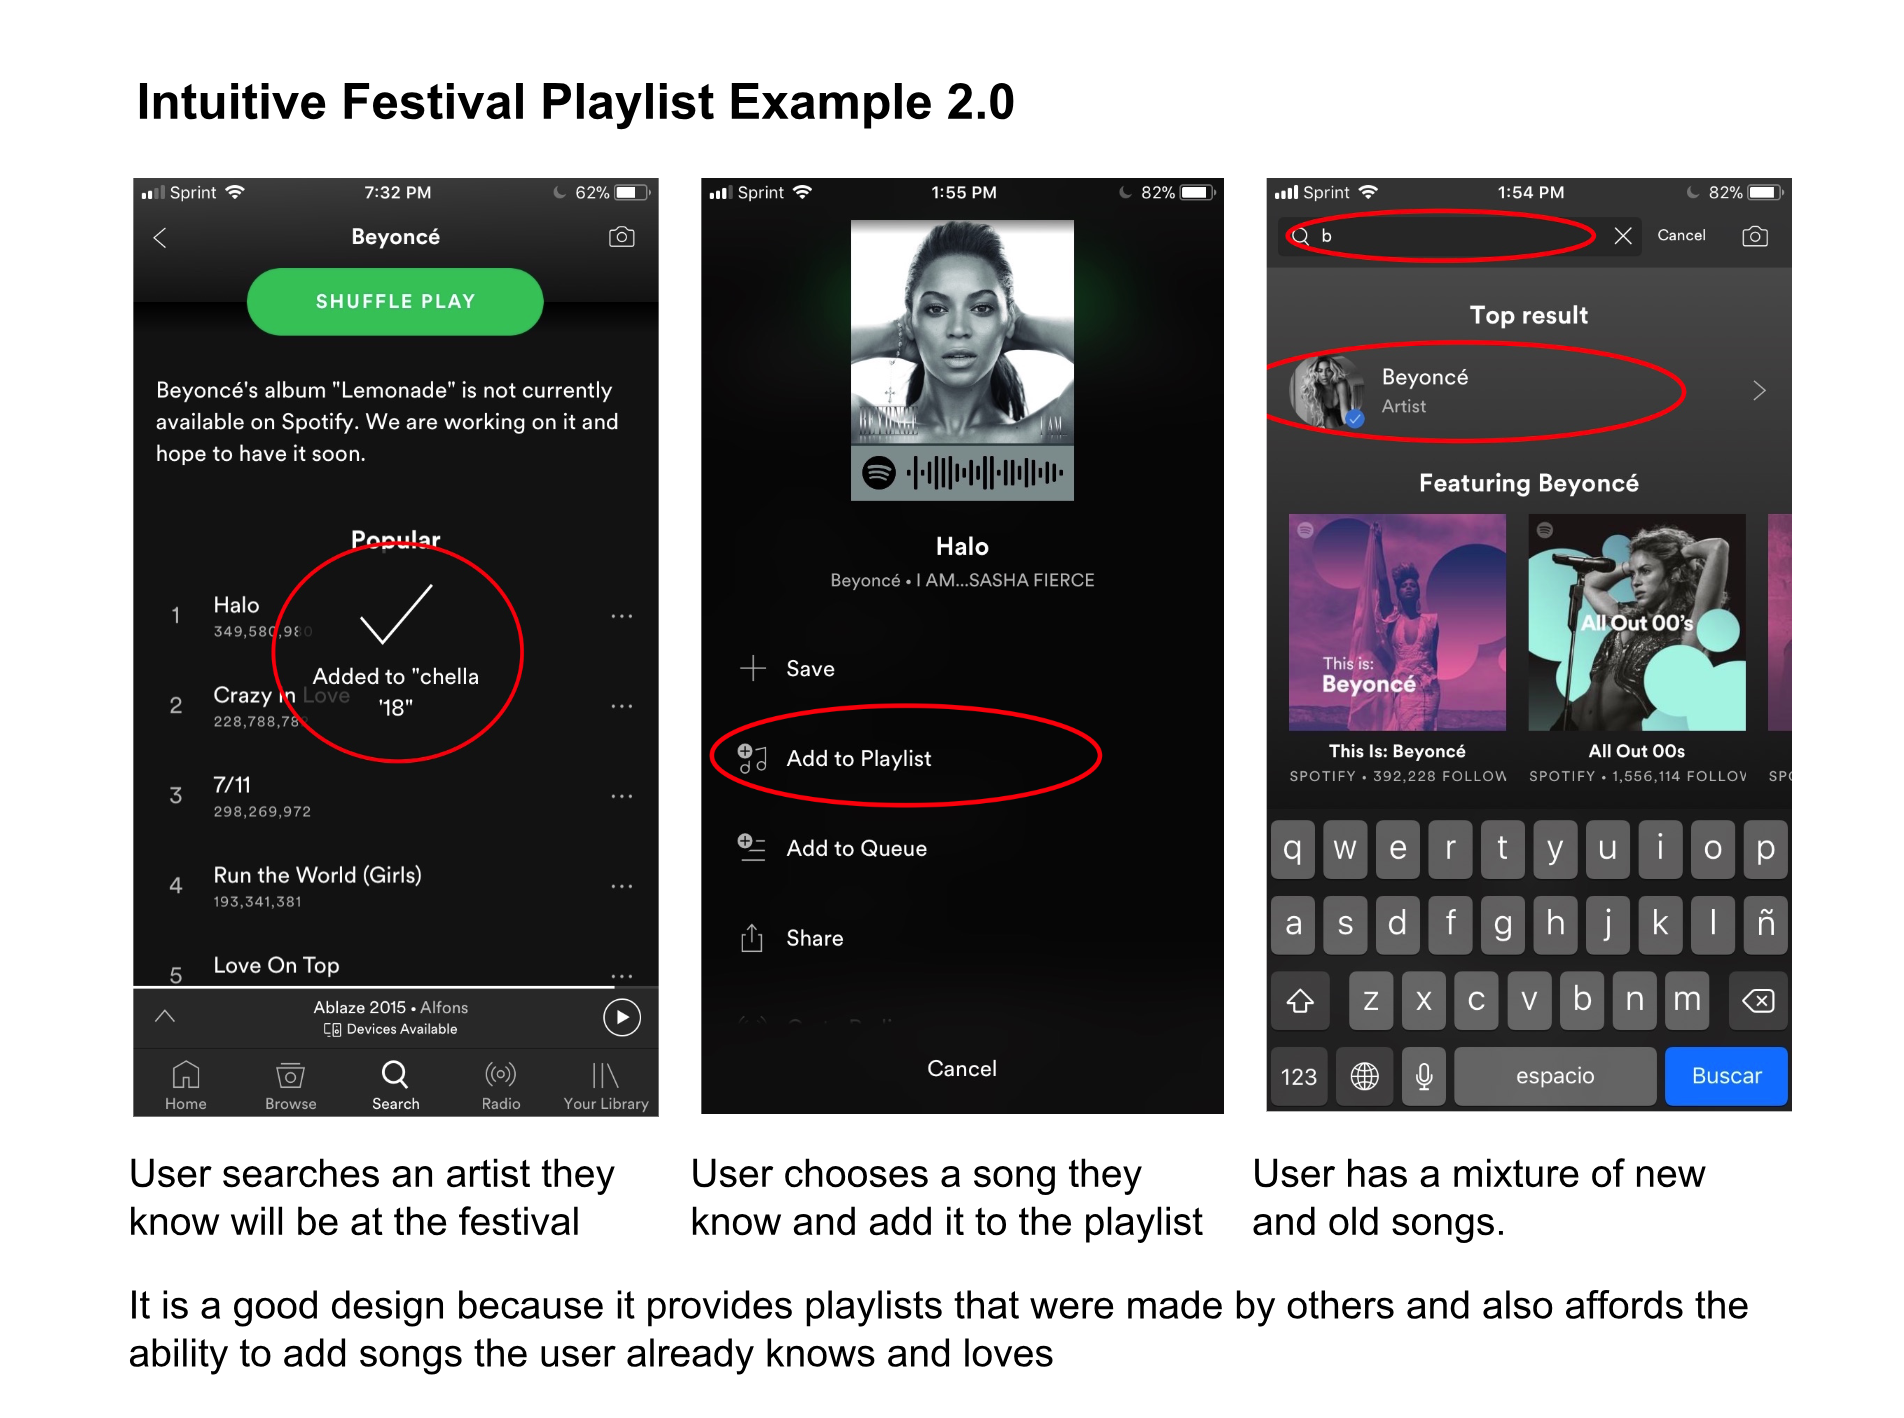 Intuitive Festival Playlist Example 2.0
Sprint 7:32 PM 62%
Beyoncé
SHUFFLE PLAY
Beyoncé's album "Lemonade" is not currently
available on Spotify. We are working on it and
hope to have it soon.
Popular
1 Halo
349,580,980
Added to "chella
'18"
2 Crazy In Love
228,788,78
3 7/11
298,269,972
4 Run the World (Girls)
193,341,381
5 Love On Top
Ablaze 2015 • Alfons
Devices Available
Home Browse Search Radio Your Library
Sprint 1:55 PM 82%
BEYONCE I AM
Halo
Beyoncé • I AM...SASHA FIERCE
Save
Add to Playlist
Add to Queue
Share
Cancel
Sprint 1:54 PM 82%
b Cancel
Top result
Beyoncé
Artist
Featuring Beyoncé
This is:
Beyoncé
All Out 00's
This Is: Beyoncé All Out 00s
SPOTIFY • 392,228 FOLLOW SPOTIFY • 1,556,114 FOLLOV SPO
q w e r t y u i o p
a s d f g h j k l ñ
z x c v b n m
123 espacio Buscar
User searches an artist they
know will be at the festival
User chooses a song they
know and add it to the playlist
User has a mixture of new
and old songs.
It is a good design because it provides playlists that were made by others and also affords the
ability to add songs the user already knows and loves